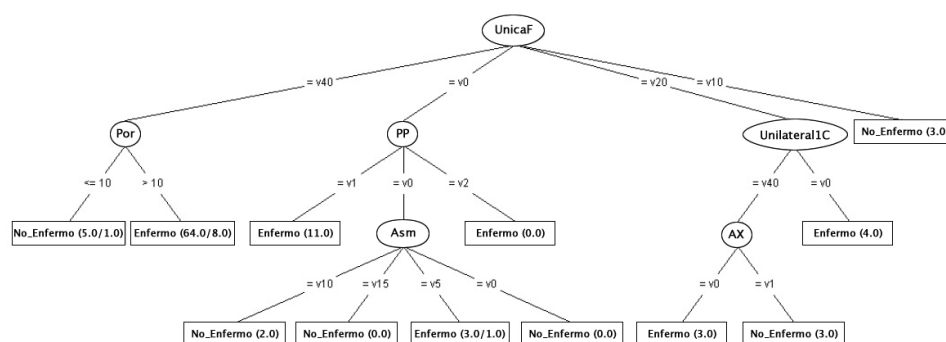 UnicaF
= v40 = v0 = v20 = v10
Por PP Unilateral1C No_Enfermo (3.0)
<= 10 > 10 = v1 = v0 = v2 = v40 = v0
No_Enfermo (5.0/1.0) Enfermo (64.0/8.0) Enfermo (11.0) Asm Enfermo (0.0) AX Enfermo (4.0)
= v10 = v15 = v5 = v0 = v0 = v1
No_Enfermo (2.0) No_Enfermo (0.0) Enfermo (3.0/1.0) No_Enfermo (0.0) Enfermo (3.0) No_Enfermo (3.0)